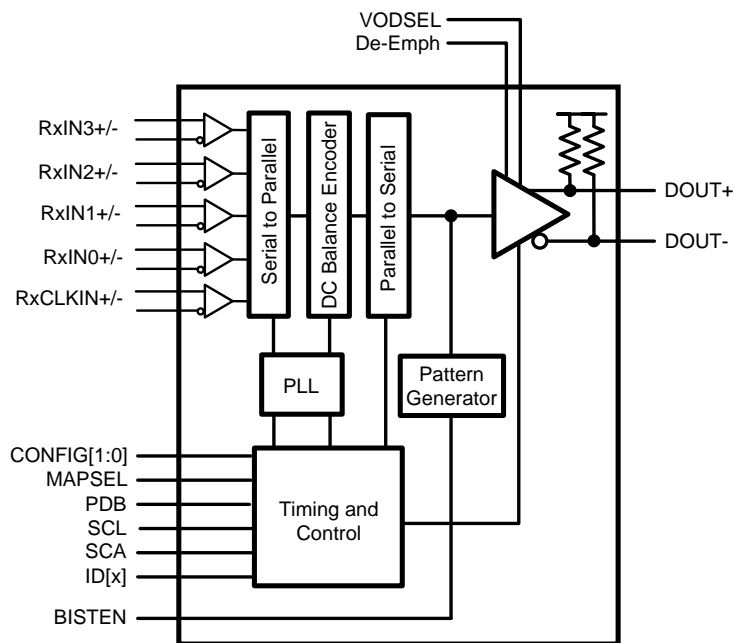 VODSEL
De-Emph
RxIN3+/-
RxIN2+/-
RxIN1+/-
RxIN0+/-
RxCLKIN+/-
Serial to Parallel
DC Balance Encoder
Parallel to Serial
DOUT+
DOUT-
PLL
Pattern
Generator
CONFIG[1:0]
MAPSEL
PDB
SCL
SCA
ID[x]
BISTEN
Timing and
Control